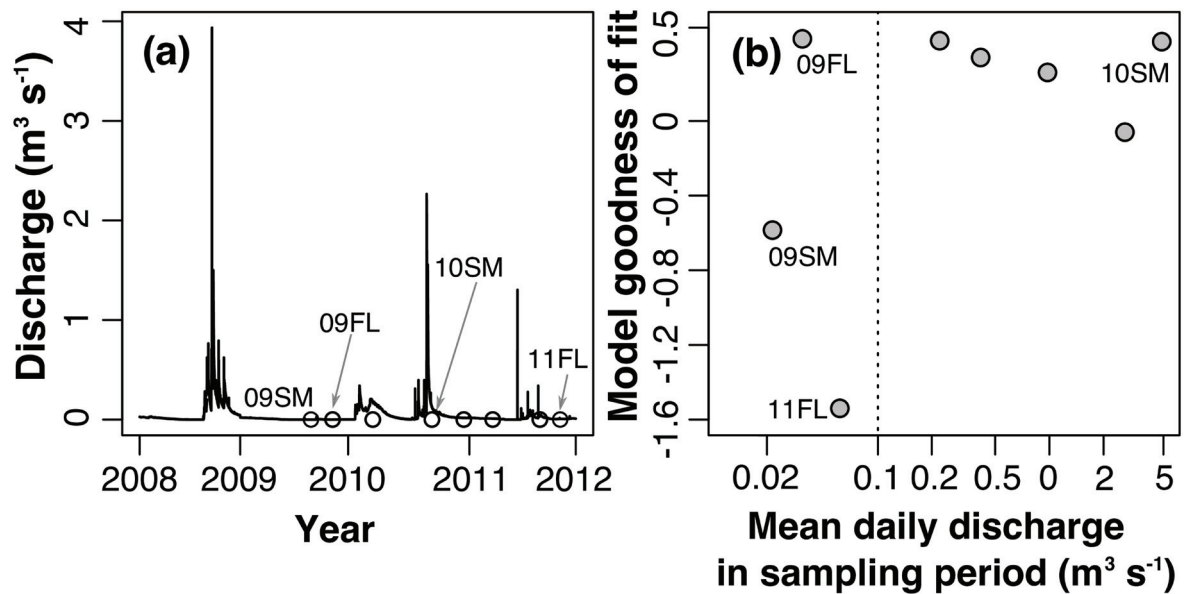 (a)
Discharge (m³ s⁻¹)
4
3
2
1
0
09SM
09FL
10SM
11FL
2008 2009 2010 2011 2012
Year
(b)
Model goodness of fit
0.5
0
-0.4
-0.8
-1.2
-1.6
09FL
10SM
09SM
11FL
0.02 0.1 0.2 0.5 0 2 5
Mean daily discharge
in sampling period (m³ s⁻¹)